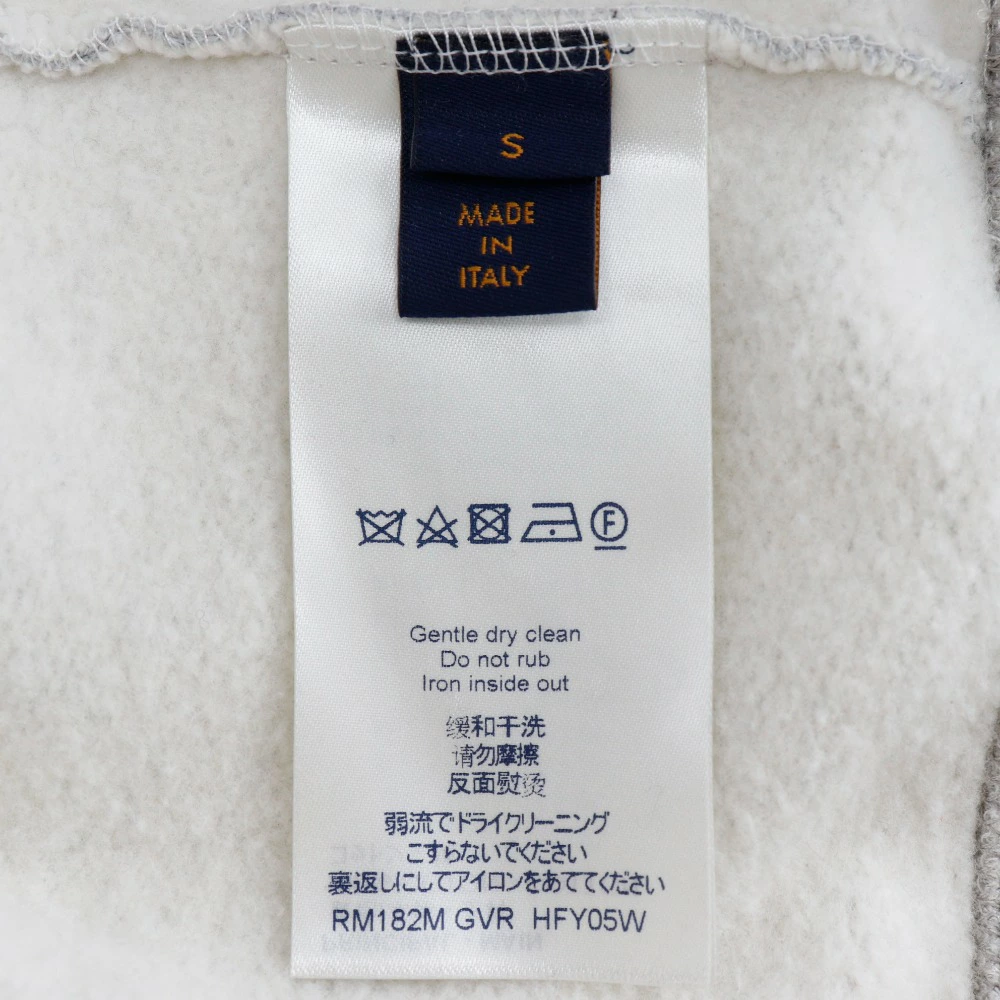 S
MADE
IN
ITALY
F
Gentle dry clean
Do not rub
Iron inside out
缓和干洗
请勿摩擦
反面熨烫
弱流でドライクリーニング
こすらないでください
裏返しにしてアイロンをあててください
RM182M GVR HFY05W